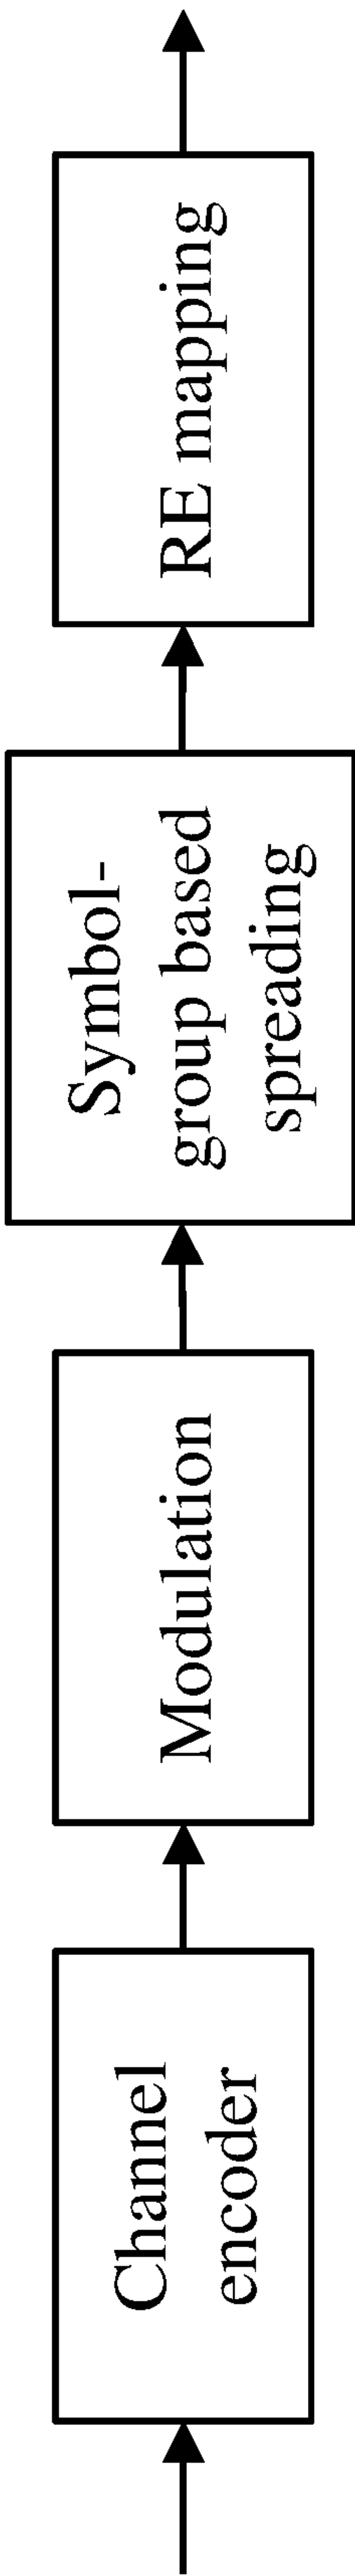 Channel
encoder
Modulation
Symbol-
group based
spreading
RE mapping